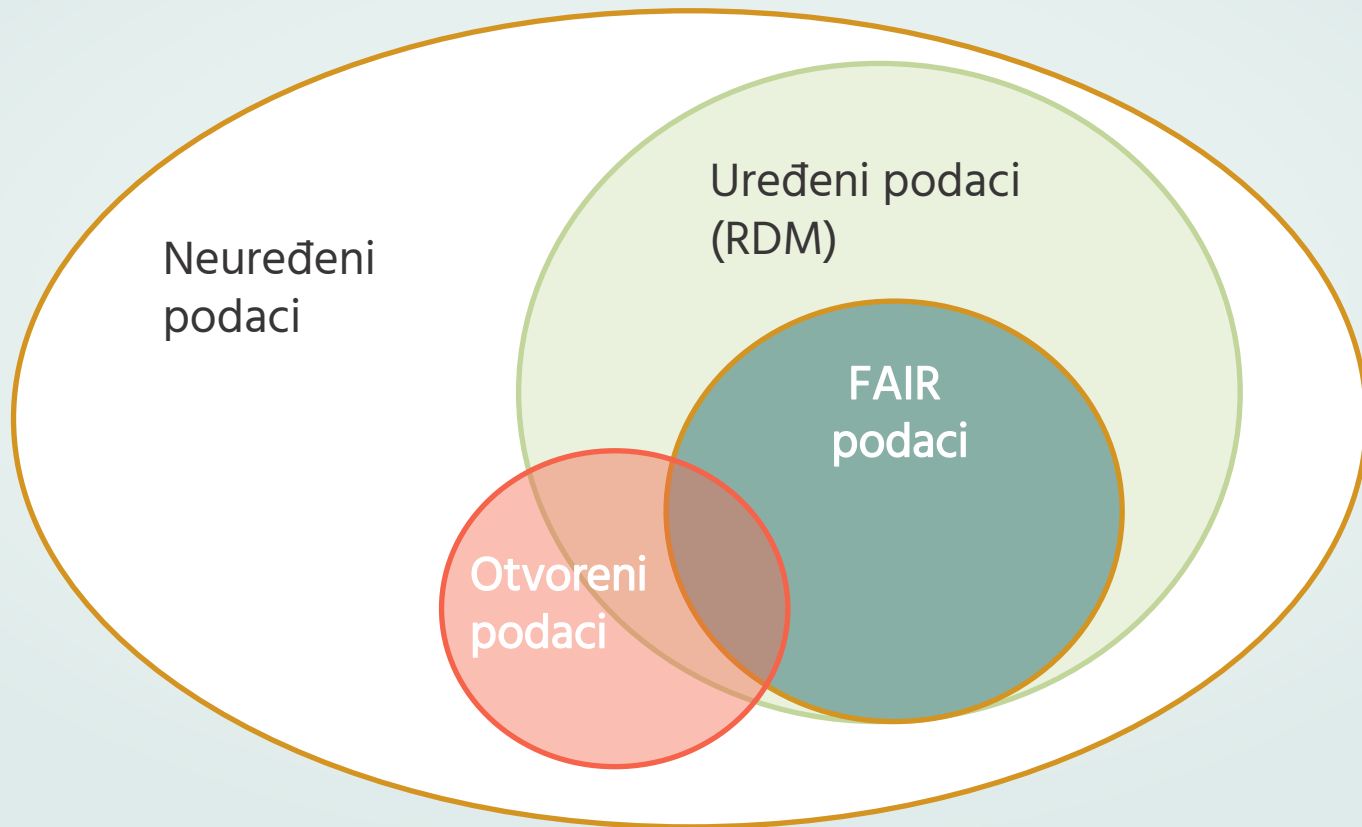 Uređeni podaci
(RDM)
Neuređeni
podaci
FAIR
podaci
Otvoreni
podaci